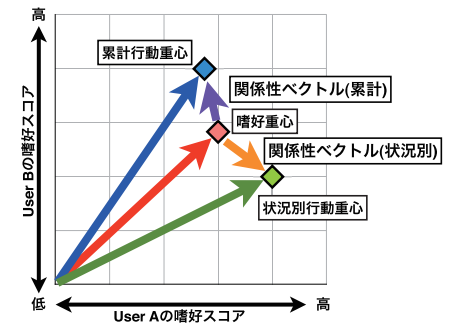 高
累計行動重心
関係性ベクトル(累計)
嗜好重心
関係性ベクトル(状況別)
状況別行動重心
User Bの嗜好スコア
低
高
User Aの嗜好スコア